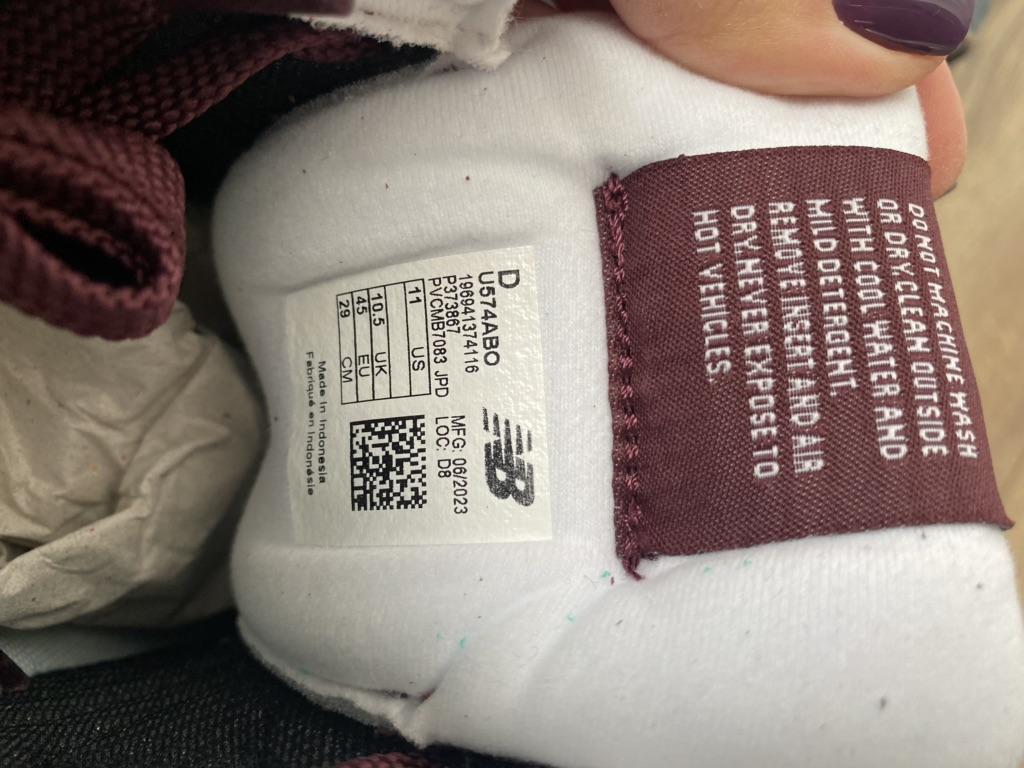 D
U574ABO
196941374116
P373867
PVCMB7083 JPD
11 US
10.5 UK
45 EU
29 CM
MFG: 06/2023
LOC: D8
NB
Made in Indonesia
Fabriqué en Indonésie
DO NOT MACHINE WASH
OR DRY. CLEAN OUTSIDE
WITH COOL WATER AND
MILD DETERGENT.
REMOVE INSERT AND AIR
DRY. NEVER EXPOSE TO
HOT VEHICLES.